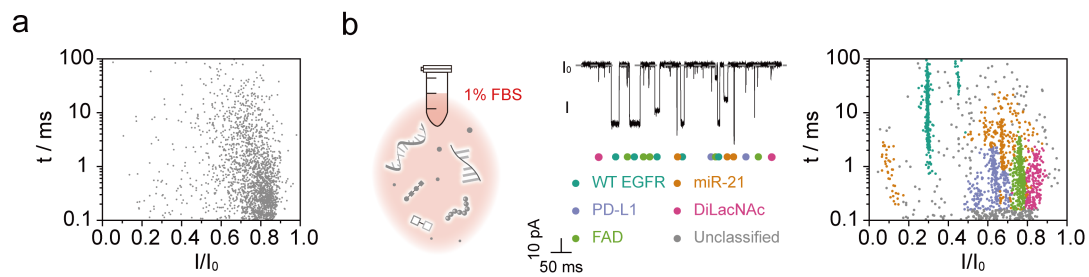 a
b
100
10
1
0.1
t / ms
0.0 0.2 0.4 0.6 0.8 1.0
I/I₀
1% FBS
I₀
I
WT EGFR
miR-21
PD-L1
DiLacNAc
FAD
Unclassified
10 pA
50 ms
100
10
1
0.1
t / ms
0.0 0.2 0.4 0.6 0.8 1.0
I/I₀